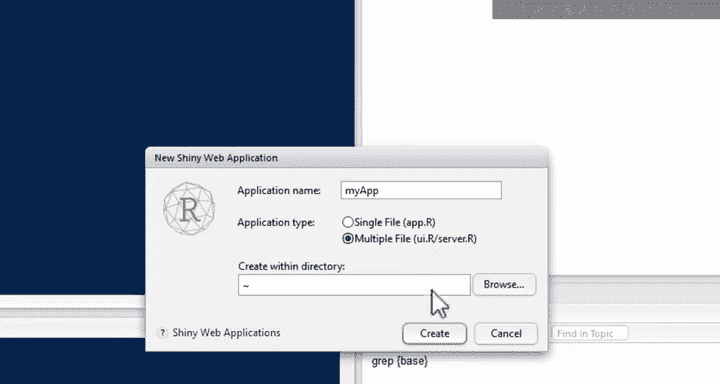 New Shiny Web Application
Application name:
myApp
Application type:
Single File (app.R)
Multiple File (ui.R/server.R)
Create within directory:
~
Browse...
? Shiny Web Applications
Create
Cancel
Find in Topic
grep {base}
R